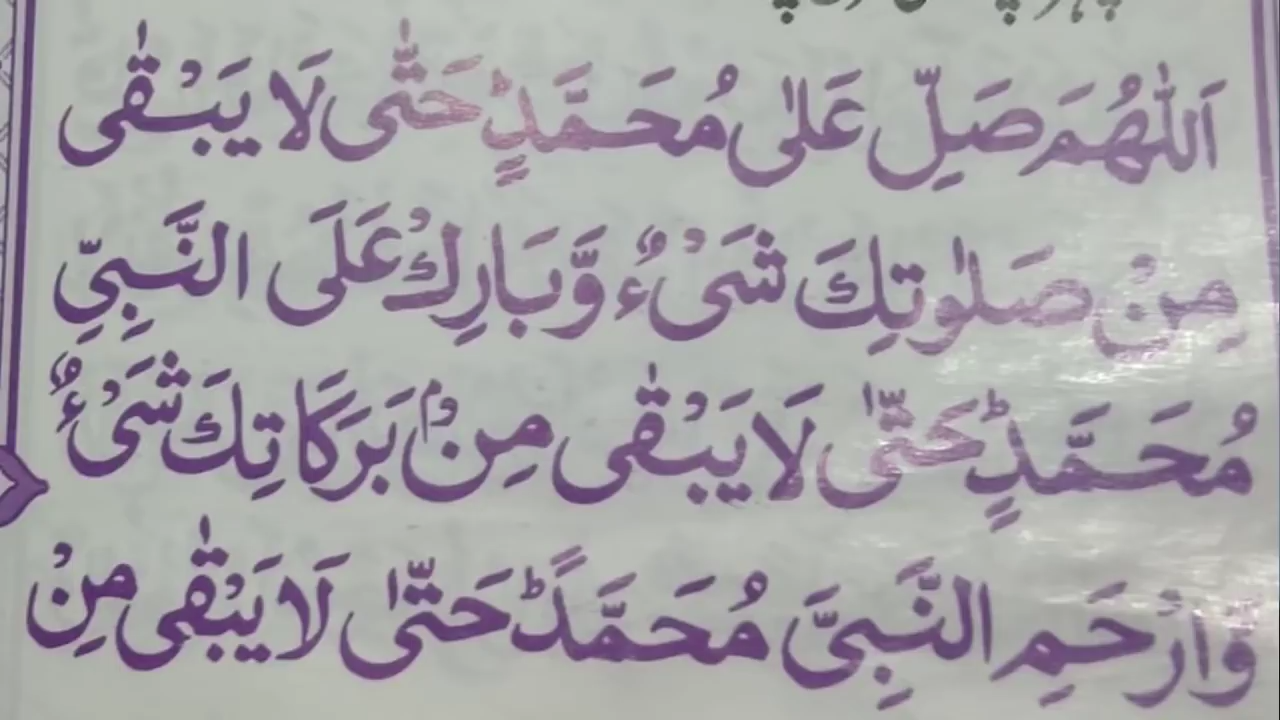 اَللّٰهُمَّ صَلِّ عَلٰى مُحَمَّدٍؕ حَتّٰى لَا يَبْقٰى
مِنْ صَلٰوتِكَ شَىْءٌ وَّبَارِكْ عَلَى النَّبِيِّ
مُحَمَّدٍؕ حَتّٰى لَا يَبْقٰى مِنْۢ بَرَكَاتِكَ شَىْءٌ
وَارْحَمِ النَّبِىَّ مُحَمَّدًؕ حَتّٰى لَا يَبْقٰى مِنْ